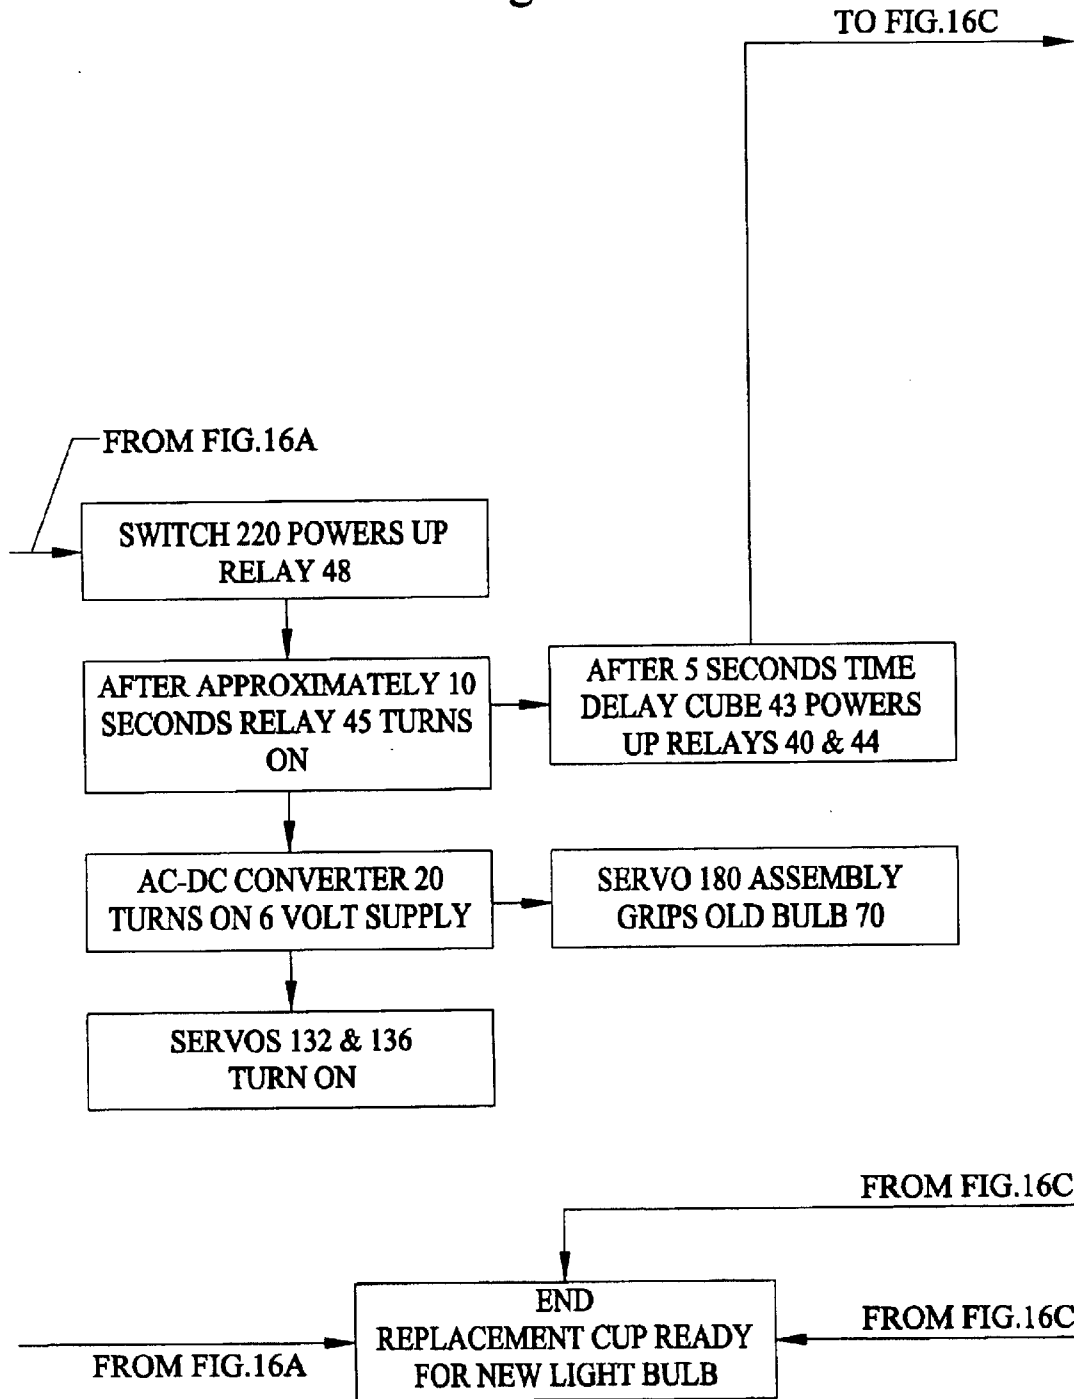 TO FIG.16C
FROM FIG.16A
SWITCH 220 POWERS UP
RELAY 48
AFTER APPROXIMATELY 10
SECONDS RELAY 45 TURNS
ON
AFTER 5 SECONDS TIME
DELAY CUBE 43 POWERS
UP RELAYS 40 & 44
AC-DC CONVERTER 20
TURNS ON 6 VOLT SUPPLY
SERVO 180 ASSEMBLY
GRIPS OLD BULB 70
SERVOS 132 & 136
TURN ON
FROM FIG.16C
END
REPLACEMENT CUP READY
FOR NEW LIGHT BULB
FROM FIG.16C
FROM FIG.16A